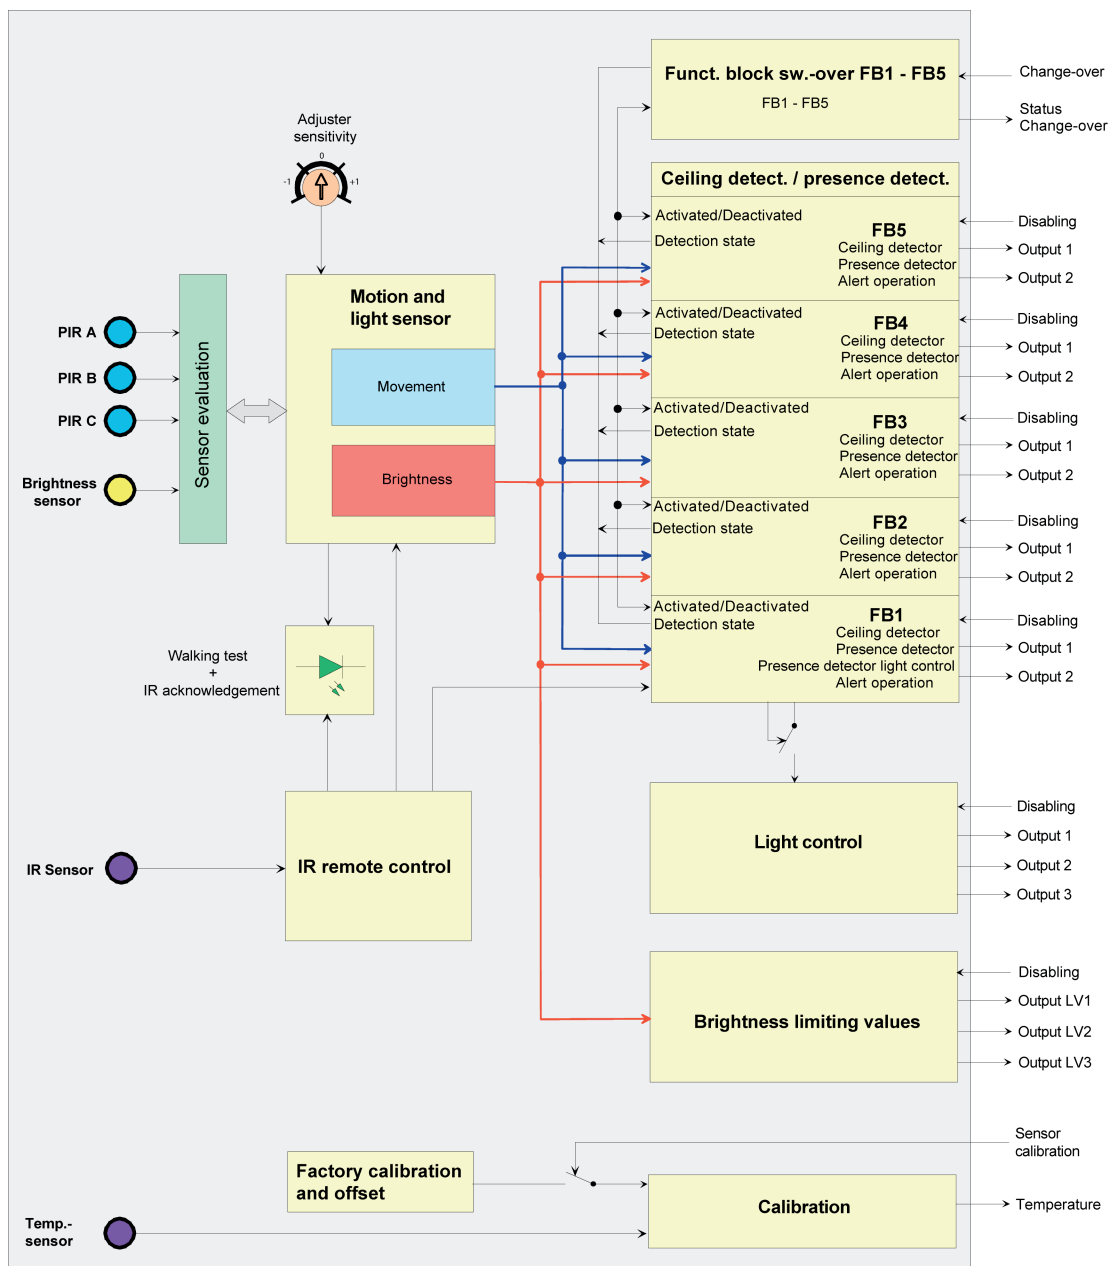 Funct. block sw.-over FB1 - FB5
FB1 - FB5
Change-over
Status
Change-over
Adjuster
sensitivity
0
-1
+1
Ceiling detect. / presence detect.
Activated/Deactivated
Detection state
FB5
Ceiling detector
Presence detector
Alert operation
Disabling
Output 1
Output 2
Activated/Deactivated
Detection state
FB4
Ceiling detector
Presence detector
Alert operation
Disabling
Output 1
Output 2
Activated/Deactivated
Detection state
FB3
Ceiling detector
Presence detector
Alert operation
Disabling
Output 1
Output 2
Activated/Deactivated
Detection state
FB2
Ceiling detector
Presence detector
Alert operation
Disabling
Output 1
Output 2
Activated/Deactivated
Detection state
FB1
Ceiling detector
Presence detector
Presence detector light control
Alert operation
Disabling
Output 1
Output 2
PIR A
PIR B
PIR C
Brightness
sensor
Sensor evaluation
Motion and
light sensor
Movement
Brightness
Walking test
+
IR acknowledgement
IR Sensor
IR remote control
Light control
Disabling
Output 1
Output 2
Output 3
Brightness limiting values
Disabling
Output LV1
Output LV2
Output LV3
Sensor
calibration
Factory calibration
and offset
Calibration
Temperature
Temp.-
sensor